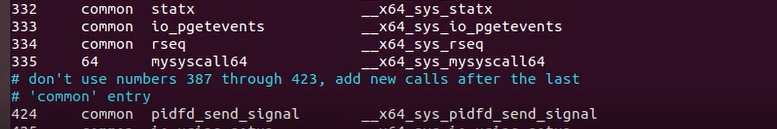 332 common statx __x64_sys_statx
333 common io_pgetevents __x64_sys_io_pgetevents
334 common rseq __x64_sys_rseq
335 64 mysyscall64 __x64_sys_mysyscall64
# don't use numbers 387 through 423, add new calls after the last
# 'common' entry
424 common pidfd_send_signal __x64_sys_pidfd_send_signal